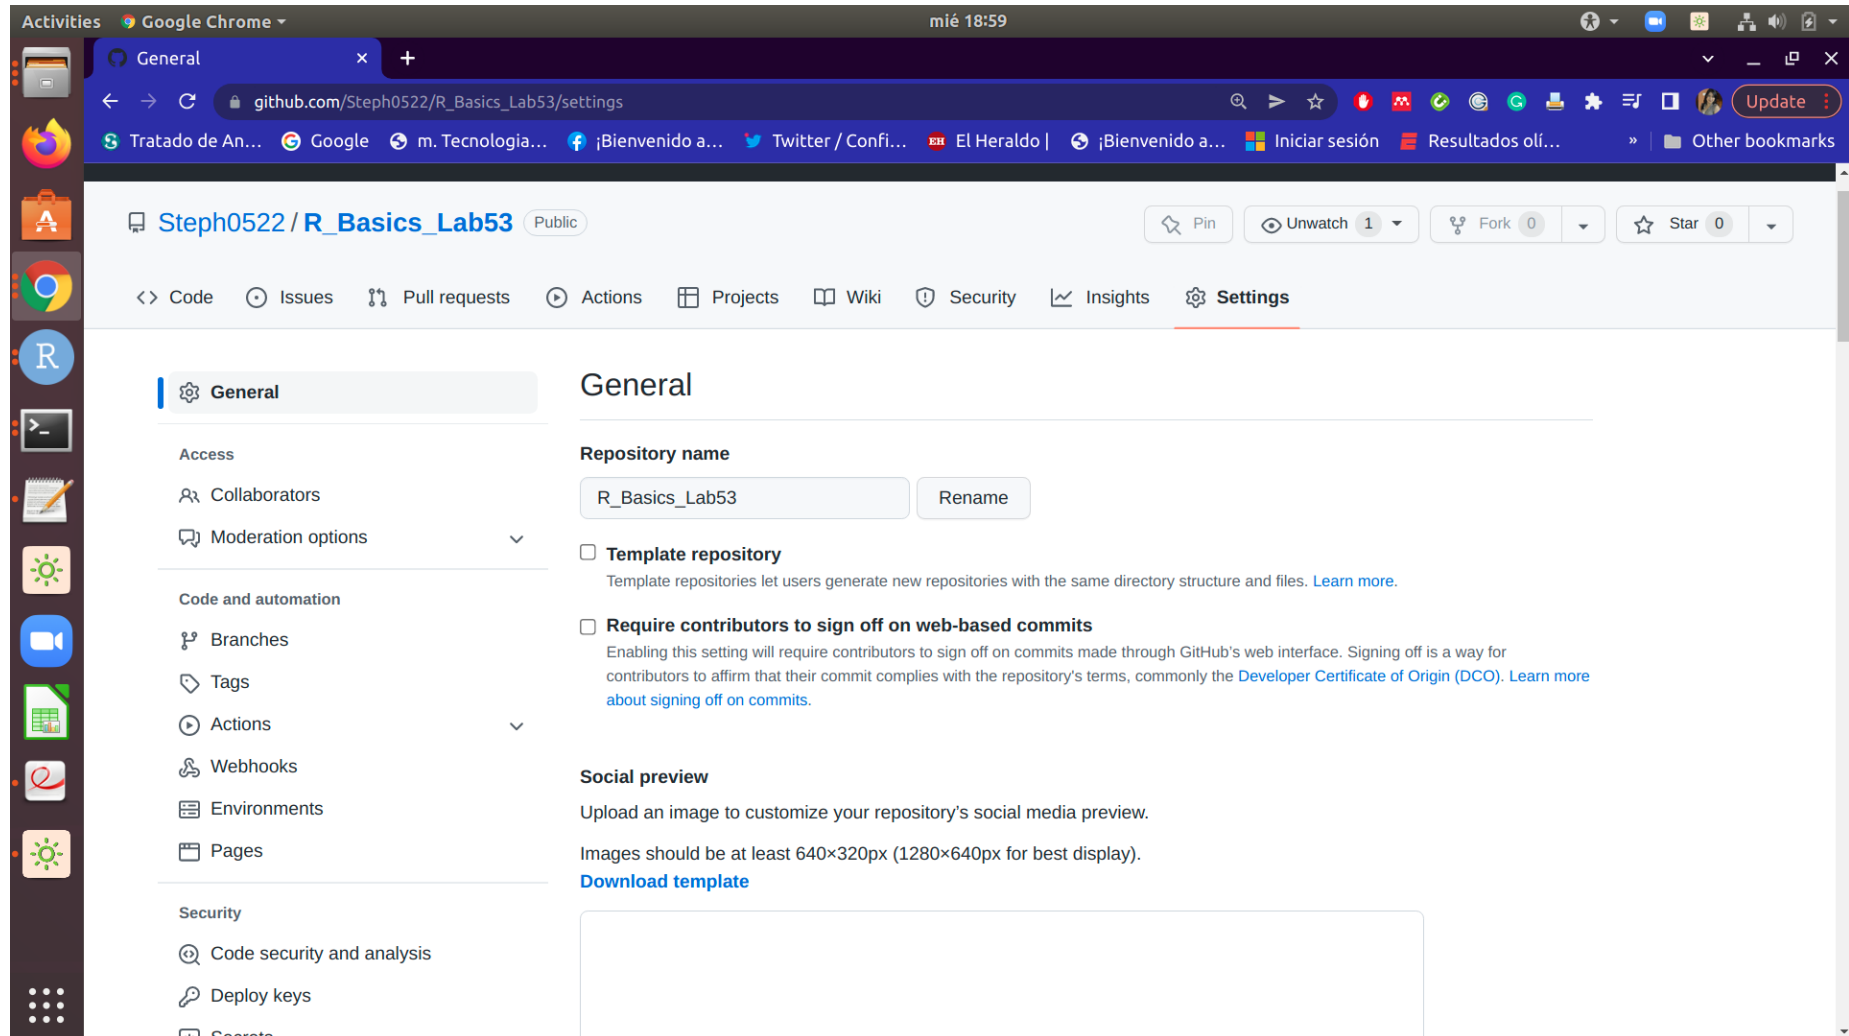 Activities Google Chrome mié 18:59
General
github.com/Steph0522/R_Basics_Lab53/settings Update
Tratado de An... Google m. Tecnologia... ¡Bienvenido a... Twitter / Confi... EH El Heraldo | ¡Bienvenido a... Iniciar sesión Resultados olí... » Other bookmarks
Steph0522 / R_Basics_Lab53 Public Pin Unwatch 1 Fork 0 Star 0
Code Issues Pull requests Actions Projects Wiki Security Insights Settings
General
Access
Collaborators
Moderation options
Code and automation
Branches
Tags
Actions
Webhooks
Environments
Pages
Security
Code security and analysis
Deploy keys
Secrets
General
Repository name
R_Basics_Lab53 Rename
Template repository
Template repositories let users generate new repositories with the same directory structure and files. Learn more.
Require contributors to sign off on web-based commits
Enabling this setting will require contributors to sign off on commits made through GitHub's web interface. Signing off is a way for
contributors to affirm that their commit complies with the repository's terms, commonly the Developer Certificate of Origin (DCO). Learn more
about signing off on commits.
Social preview
Upload an image to customize your repository's social media preview.
Images should be at least 640×320px (1280×640px for best display).
Download template